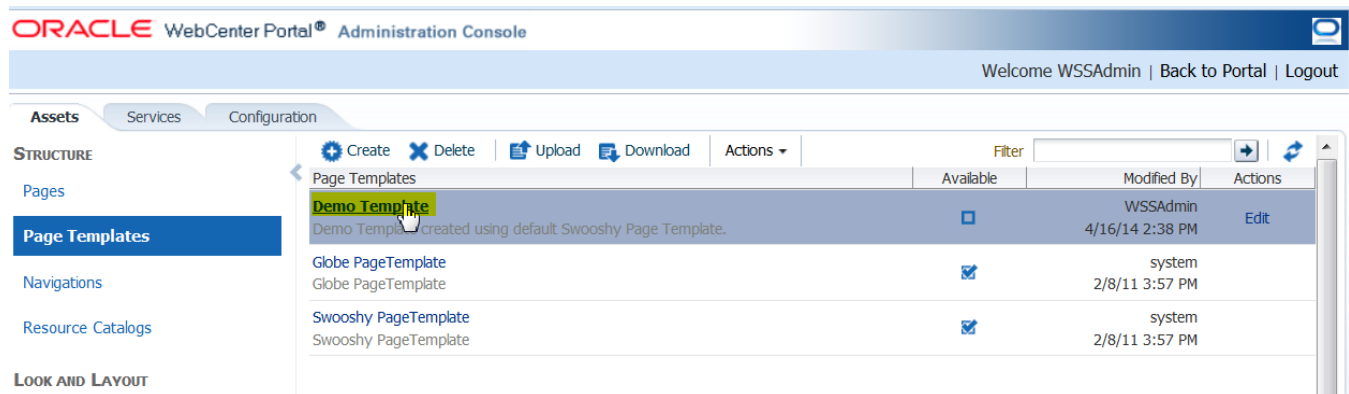 ORACLE WebCenter Portal® Administration Console
Welcome WSSAdmin | Back to Portal | Logout
Assets Services Configuration
STRUCTURE
Pages
Page Templates
Navigations
Resource Catalogs
LOOK AND LAYOUT
Create Delete Upload Download Actions Filter
Page Templates Available Modified By Actions
Demo Template WSSAdmin Edit
Demo Template created using default Swooshy Page Template. 4/16/14 2:38 PM
Globe PageTemplate system
Globe PageTemplate 2/8/11 3:57 PM
Swooshy PageTemplate system
Swooshy PageTemplate 2/8/11 3:57 PM